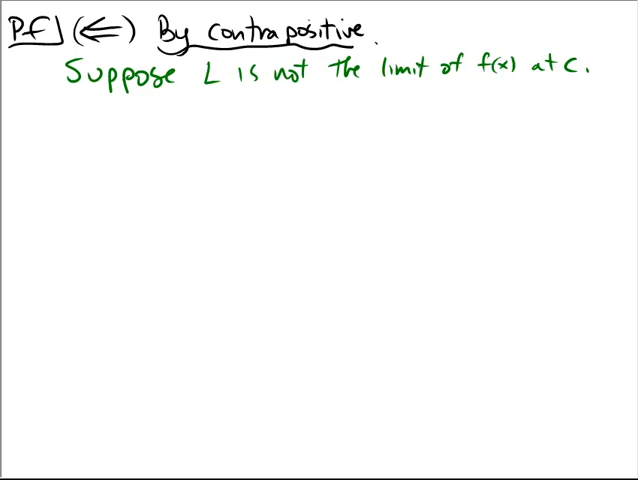 Pf] (⇐) By contrapositive.
Suppose L is not the limit of f(x) at c.